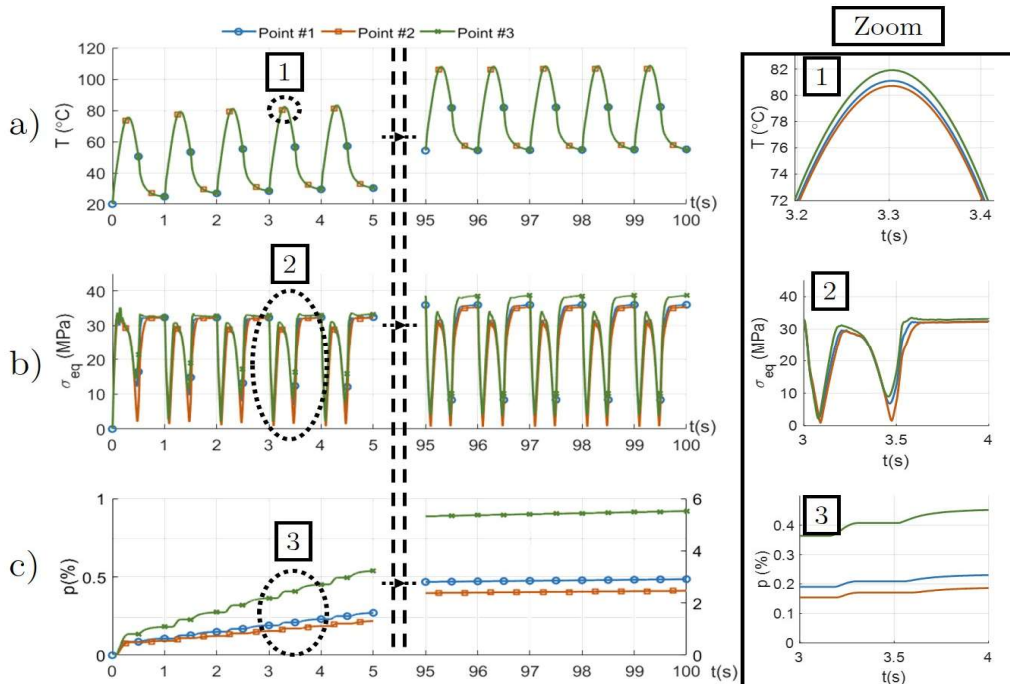 Point #1 Point #2 Point #3
Zoom
a)
T (°C)
120
100
80
60
40
20
1
0 1 2 3 4 5
95 96 97 98 99 100
t(s)
1
T (°C)
82
80
78
76
74
72
3.2 3.3 3.4
t(s)
b)
σeq (MPa)
40
30
20
10
0
2
0 1 2 3 4 5
95 96 97 98 99 100
t(s)
2
σeq (MPa)
40
30
20
10
0
3 3.5 4
t(s)
c)
p(%)
1
0.5
0
3
0 1 2 3 4 5
6
4
2
0
95 96 97 98 99 100
t(s)
3
p (%)
0.4
0.3
0.2
0.1
0
3 3.5 4
t(s)